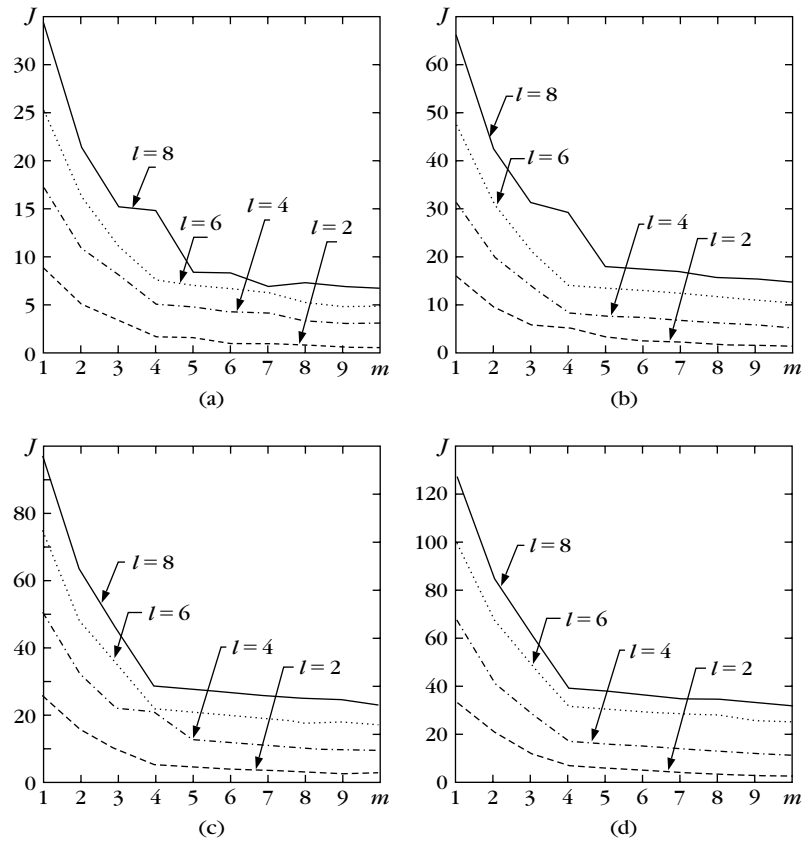 J
30
25
20
15
10
5
0
l = 8
l = 6
l = 4
l = 2
1 2 3 4 5 6 7 8 9 m
(a)
J
60
50
40
30
20
10
0
l = 8
l = 6
l = 4
l = 2
1 2 3 4 5 6 7 8 9 m
(b)
J
80
60
40
20
0
l = 8
l = 6
l = 4
l = 2
1 2 3 4 5 6 7 8 9 m
(c)
J
120
100
80
60
40
20
0
l = 8
l = 6
l = 4
l = 2
1 2 3 4 5 6 7 8 9 m
(d)